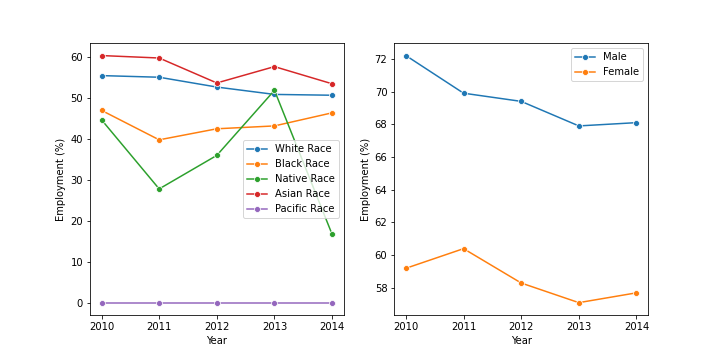 60
50
40
30
20
10
0
Employment (%)
2010 2011 2012 2013 2014
Year
White Race
Black Race
Native Race
Asian Race
Pacific Race
72
70
68
66
64
62
60
58
Employment (%)
2010 2011 2012 2013 2014
Year
Male
Female